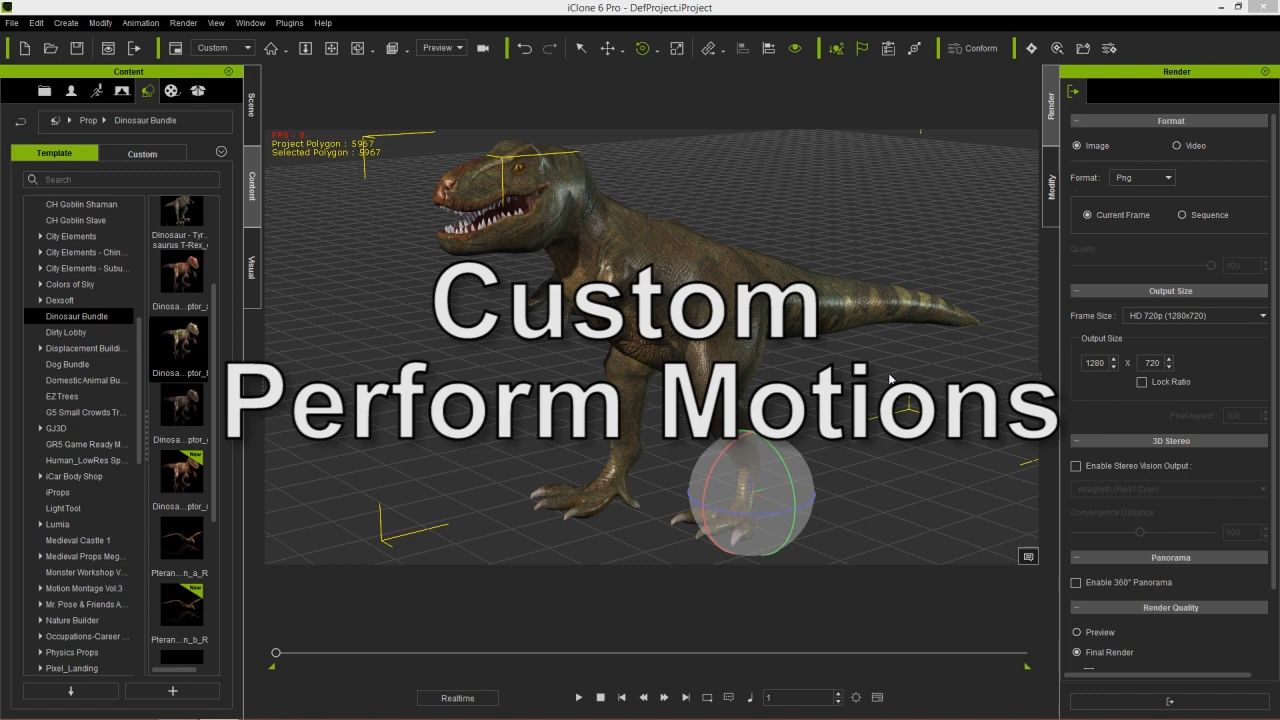 iClone 6 Pro - DefProject.iProject
File Edit Create Modify Animation Render View Window Plugins Help
Custom
Preview
Conform
Content
Prop
Dinosaur Bundle
Template
Custom
Search
CH Goblin Shaman
CH Goblin Slave
City Elements
City Elements - Chin...
City Elements - Subu...
Colors of Sky
Dexsoft
Dinosaur Bundle
Dirty Lobby
Displacement Buildi...
Dog Bundle
Domestic Animal Bu...
EZ Trees
G5 Small Crowds Tr...
GJ3D
GR5 Game Ready M...
Human_LowRes Sp...
iCar Body Shop
iProps
Light Tool
Lumia
Medieval Castle 1
Medieval Props Meg...
Monster Workshop V...
Motion Montage Vol.3
Mr. Pose & Friends A...
Nature Builder
Occupations-Career ...
Physics Props
Pixel_Landing
Dinosaur - Tyr...
saurus T-Rex_
Dinosa...ptor_
Dinosa...ptor_
Dinosa...ptor_
New
Dinosa...ptor_
Pteran...n_a_R
New
Pteran...n_b_R
Scene
Content
Visual
FPS : 0.
Project Polygon : 5967
Selected Polygon : 5967
Custom
Perform Motions
Realtime
1
Render
Modify
Render
Format
Image
Video
Format :
Png
Current Frame
Sequence
Quality
100
Output Size
Frame Size :
HD 720p (1280x720)
Output Size
1280 X 720
Lock Ratio
Pixel Aspect
100
3D Stereo
Enable Stereo Vision Output :
Anaglyph (Red / Cyan)
Convergence Distance
500
Panorama
Enable 360° Panorama
Render Quality
Preview
Final Render